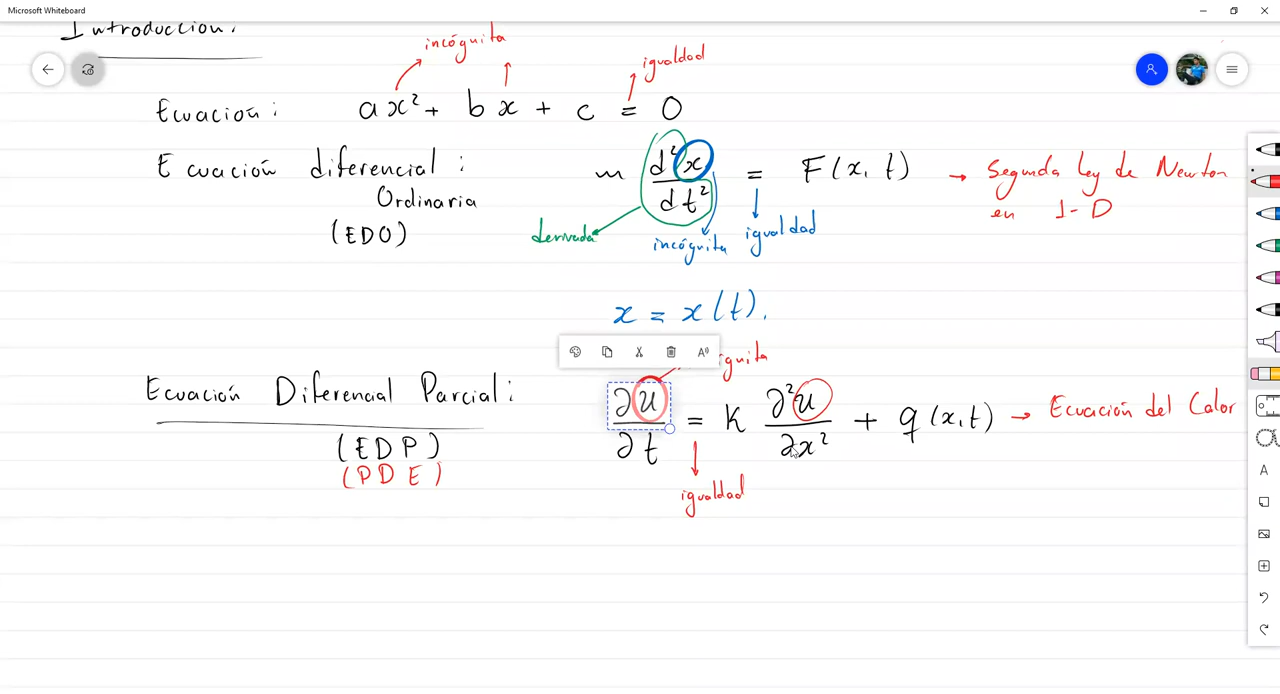 Microsoft Whiteboard
Introducción:
incógnita
igualdad
Ecuación: ax² + bx + c = 0
Ecuación diferencial Ordinaria (EDO) : m d²x/dt² = F(x, t) → Segunda ley de Newton
en 1-D
derivada
incógnita
igualdad
x = x(t).
Ecuación Diferencial Parcial: ∂u/∂t = K ∂²u/∂x² + q(x,t) → Ecuación del Calor
(EDP)
(PDE)
igualdad
A